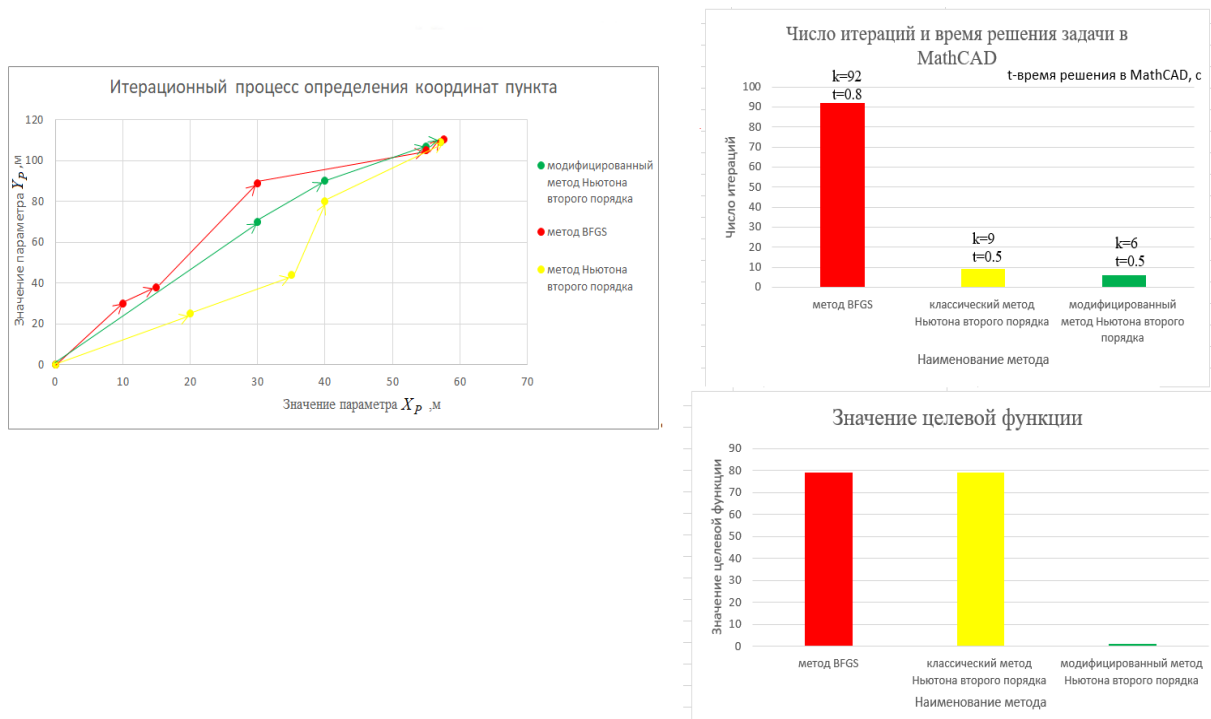 Итерационный процесс определения координат пункта
Значение параметра Y_P ,м
120
100
80
60
40
20
0
0 10 20 30 40 50 60 70
Значение параметра X_P ,м
модифицированный
метод Ньютона
второго порядка
метод BFGS
метод Ньютона
второго порядка
Число итераций и время решения задачи в
MathCAD
t-время решения в MathCAD, с
Число итераций
100
90
80
70
60
50
40
30
20
10
0
k=92
t=0.8
k=9
t=0.5
k=6
t=0.5
метод BFGS
классический метод
Ньютона второго порядка
модифицированный
метод Ньютона второго
порядка
Наименование метода
Значение целевой функции
Значение целевой функции
90
80
70
60
50
40
30
20
10
0
метод BFGS
классический метод
Ньютона второго порядка
модифицированный метод
Ньютона второго порядка
Наименование метода